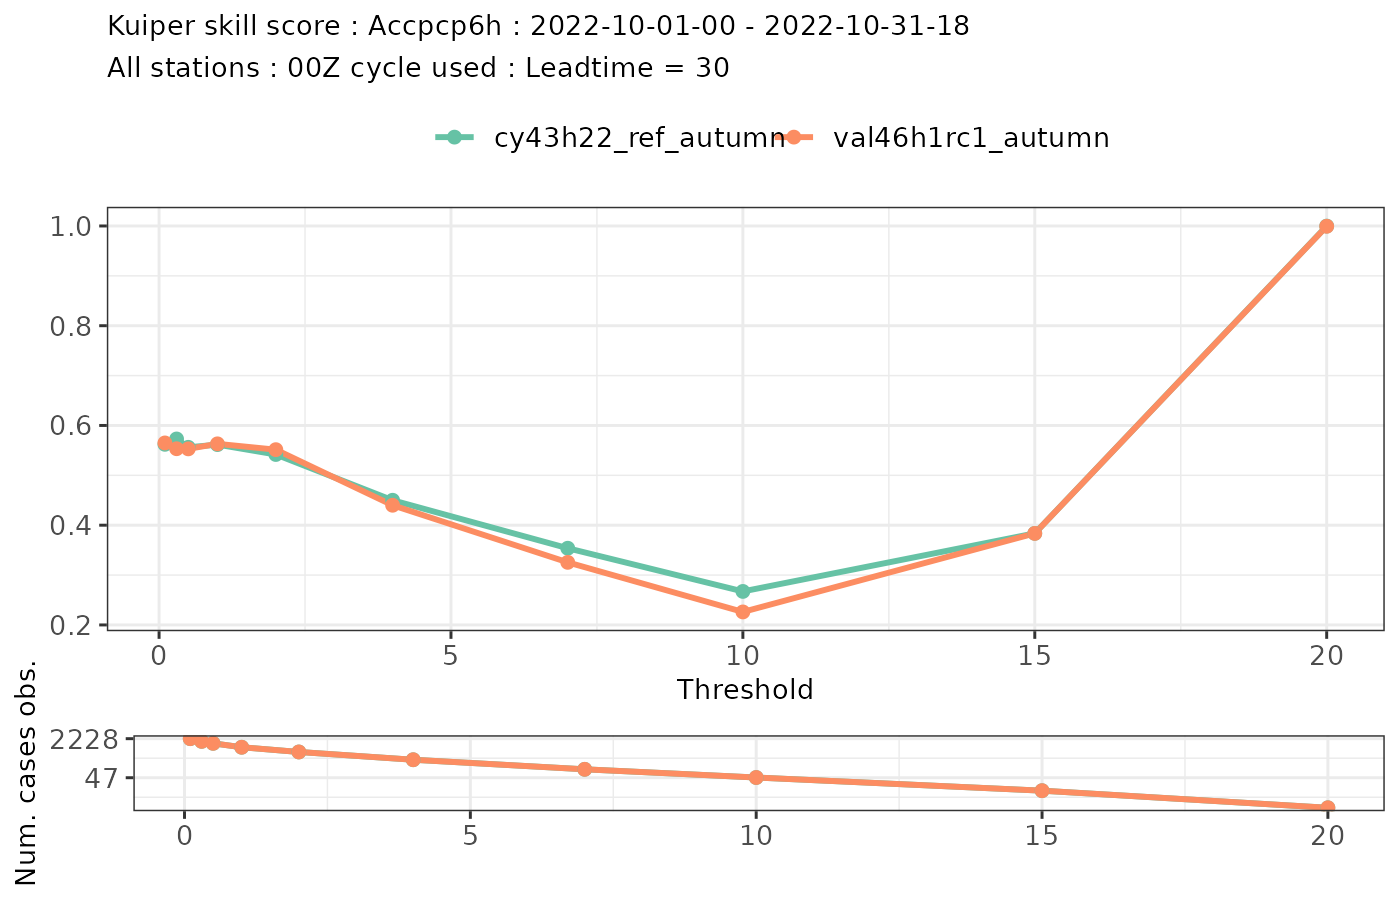 Kuiper skill score : Accpcp6h : 2022-10-01-00 - 2022-10-31-18
All stations : 00Z cycle used : Leadtime = 30
cy43h22_ref_autumn val46h1rc1_autumn
1.0
0.8
0.6
0.4
0.2
0 5 10 15 20
Threshold
Num. cases obs.
2228
47
0 5 10 15 20